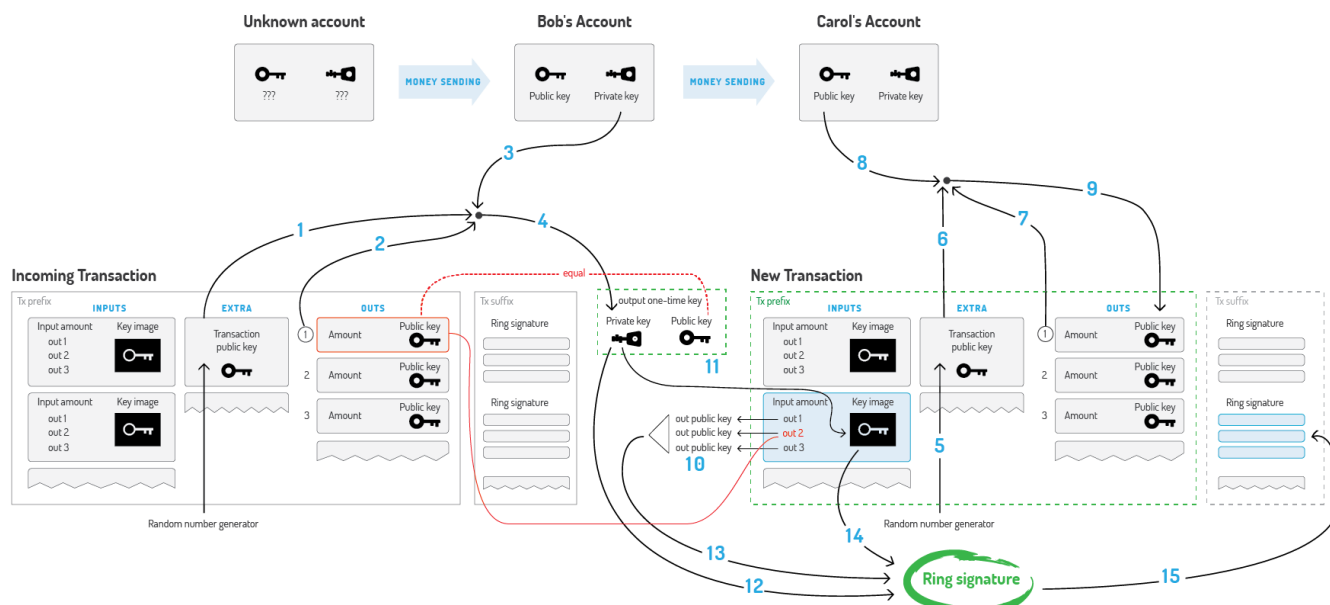 Unknown account
Bob's Account
Carol's Account
???
???
MONEY SENDING
Public key
Private key
MONEY SENDING
Public key
Private key
3
8
9
1
2
4
6
7
Incoming Transaction
equal
New Transaction
Tx prefix
INPUTS
EXTRA
OUTS
Input amount
Key image
out 1
out 2
out 3
Transaction
public key
1
Amount
Public key
Input amount
Key image
out 1
out 2
out 3
2
Amount
Public key
3
Amount
Public key
Random number generator
Tx suffix
Ring signature
Ring signature
output one-time key
Private key
Public key
11
out public key
out public key
out public key
10
Tx prefix
INPUTS
EXTRA
OUTS
Input amount
Key image
out 1
out 2
out 3
Transaction
public key
1
Amount
Public key
Input amount
Key image
out 1
out 2
out 3
2
Amount
Public key
3
Amount
Public key
5
Random number generator
Tx suffix
Ring signature
Ring signature
14
13
12
Ring signature
15